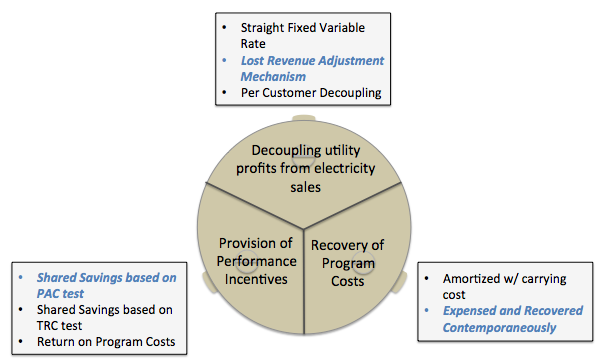 • Straight Fixed Variable
Rate
• Lost Revenue Adjustment
Mechanism
• Per Customer Decoupling
Decoupling utility
profits from electricity
sales
Provision of
Performance
Incentives
Recovery of
Program
Costs
• Shared Savings based on
PAC test
• Shared Savings based on
TRC test
• Return on Program Costs
• Amortized w/ carrying
cost
• Expensed and Recovered
Contemporaneously